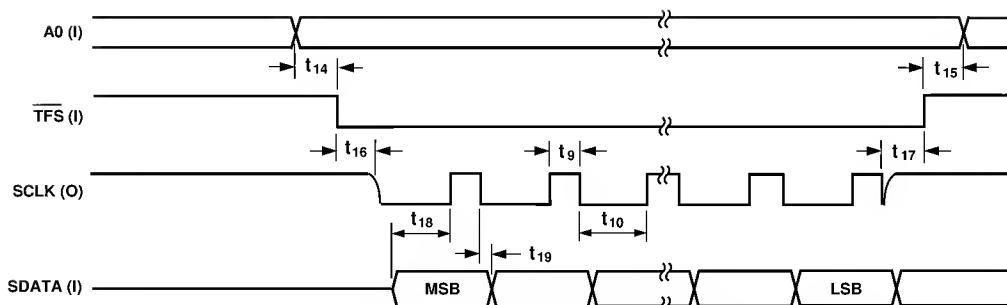 A0 (I)
t14
t15
TFS (I)
t16
t9
t17
SCLK (O)
t18
t10
t19
SDATA (I)
MSB
LSB